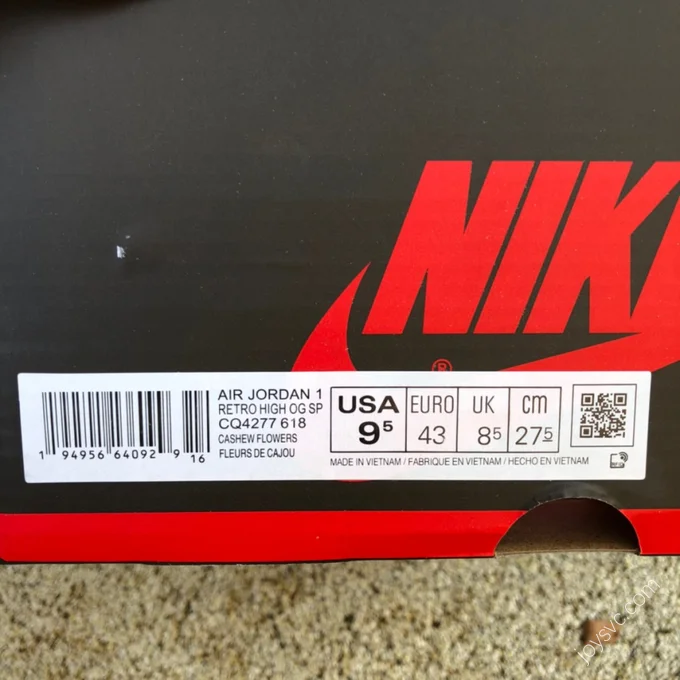 NIK
®
AIR JORDAN 1
RETRO HIGH OG SP
CQ4277 618
CASHEW FLOWERS
FLEURS DE CAJOU
1 94956 64092 9 16
USA
9⁵
EURO
43
UK
8⁵
cm
27⁵
MADE IN VIETNAM / FABRIQUE EN VIETNAM / HECHO EN VIETNAM
joysvc.com